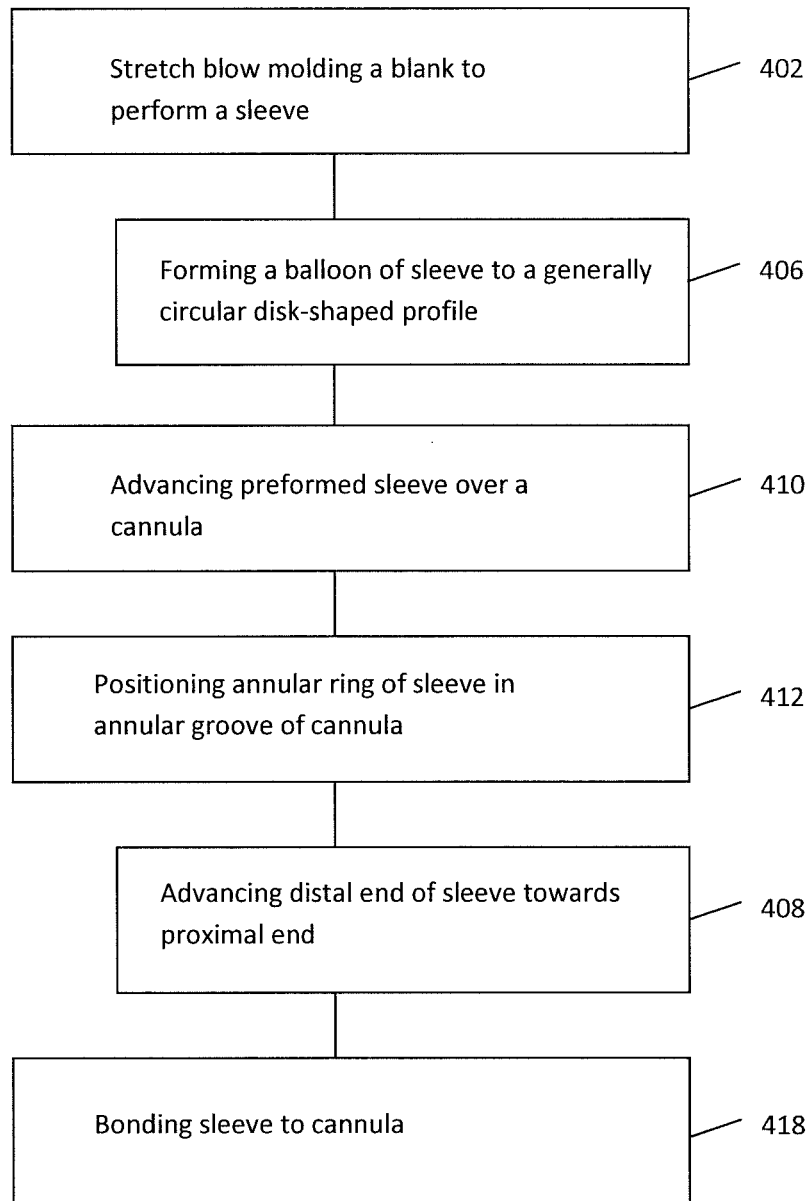 Stretch blow molding a blank to
perform a sleeve
402
Forming a balloon of sleeve to a generally
circular disk-shaped profile
406
Advancing preformed sleeve over a
cannula
410
Positioning annular ring of sleeve in
annular groove of cannula
412
Advancing distal end of sleeve towards
proximal end
408
Bonding sleeve to cannula
418